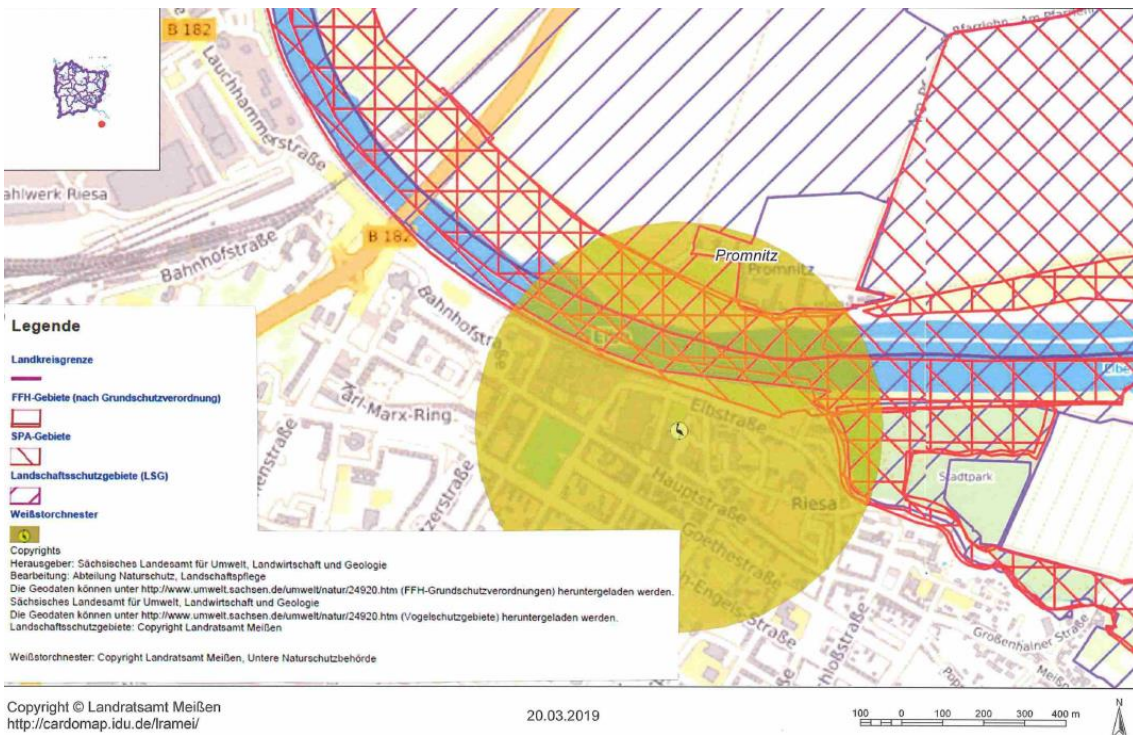 B 182
Lauchhammerstraße
ahlwerk Riesa
Bahnhofstraße
B 182
Bahnhofstraße
Karl-Marx-Ring
Promnitz
Promnitz
Elbe
Elbstraße
Hauptstraße
Riesa
Goethestraße
Stadtpark
Großenhainer Straße
Legende
Landkreisgrenze
FFH-Gebiete (nach Grundschutzverordnung)
SPA-Gebiete
Landschaftsschutzgebiete (LSG)
Weißstorchnester
Copyrights
Herausgeber: Sächsisches Landesamt für Umwelt, Landwirtschaft und Geologie
Bearbeitung: Abteilung Naturschutz, Landschaftspflege
Die Geodaten können unter http://www.umwelt.sachsen.de/umwelt/natur/24920.htm (FFH-Grundschutzverordnungen) heruntergeladen werden.
Sächsisches Landesamt für Umwelt, Landwirtschaft und Geologie
Die Geodaten können unter http://www.umwelt.sachsen.de/umwelt/natur/24920.htm (Vogelschutzgebiete) heruntergeladen werden.
Landschaftsschutzgebiete: Copyright Landratsamt Meißen
Weißstorchnester: Copyright Landratsamt Meißen, Untere Naturschutzbehörde
Copyright © Landratsamt Meißen
http://cardomap.idu.de/lramei/
20.03.2019
100 0 100 200 300 400 m
N